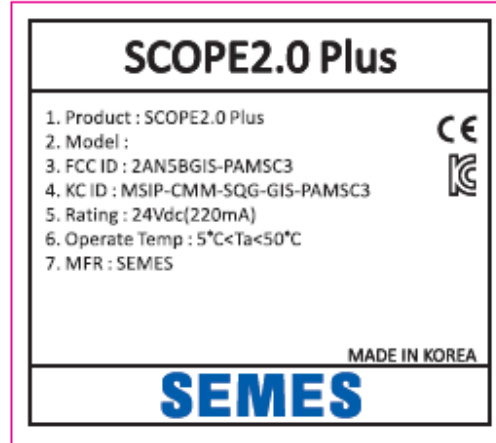 SCOPE2.0 Plus
1. Product : SCOPE2.0 Plus
2. Model :
3. FCC ID : 2AN5BGIS-PAMSC3
4. KC ID : MSIP-CMM-SQG-GIS-PAMSC3
5. Rating : 24Vdc(220mA)
6. Operate Temp : 5°C<Ta<50°C
7. MFR : SEMES
CE
KC
MADE IN KOREA
SEMES